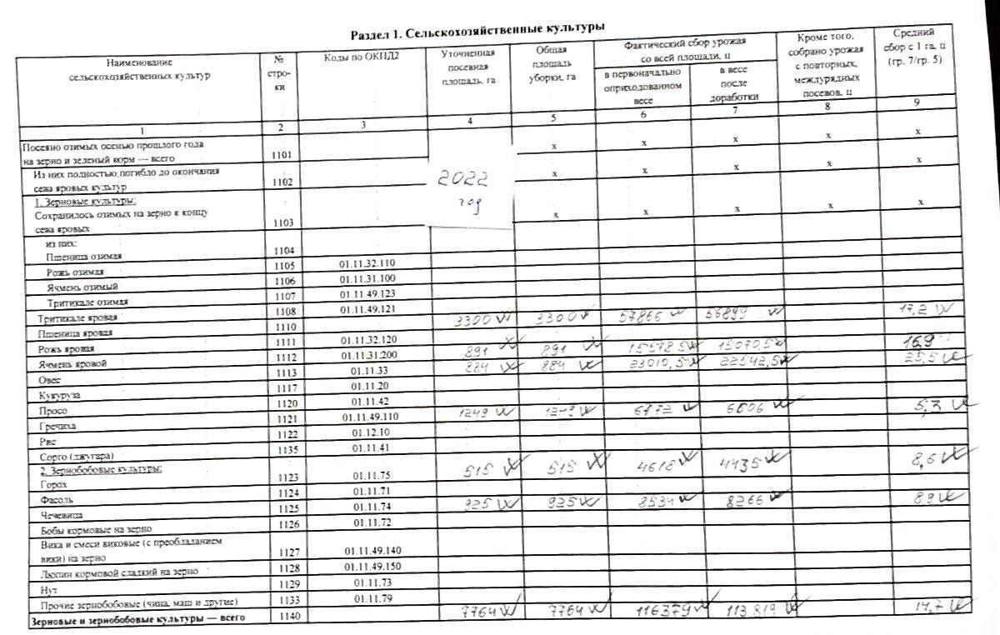 Раздел 1. Сельскохозяйственные культуры
Наименование
сельскохозяйственных культур
№
стро-
ки
Коды по ОКПД2
Уточненная
посевная
площадь, га
Общая
площадь
уборки, га
Фактический сбор урожая
со всей площади, ц
в первоначально
оприходованном
весе
в весе
после
доработки
Кроме того,
собрано урожая
с повторных,
междурядных
посевов, ц
Средний
сбор с 1 га, ц
(гр. 7/гр. 5)
1 2 3 4 5 6 7 8 9
Посеяно озимых осенью прошлого года
на зерно и зеленый корм — всего 1101 x x x x x
Из них полностью погибло до окончания
сева яровых культур 1102 x x x x x
2022
год
1. Зерновые культуры:
Сохранилось озимых на зерно к концу
сева яровых 1103 x x x x x
из них:
Пшеница озимая 1104
Рожь озимая 1105 01.11.32.110
Ячмень озимый 1106 01.11.31.100
Тритикале озимая 1107 01.11.49.123
Тритикале яровая 1108 01.11.49.121
Пшеница яровая 1110 3300 3300 57866 56899 17,2
Рожь яровая 1111 01.11.32.120
Ячмень яровой 1112 01.11.31.200 891 891 15578,5 15070,5 16,9
Овес 1113 01.11.33 884 884 23010,5 22542,5 25,5
Кукуруза 1117 01.11.20
Просо 1120 01.11.42
Гречиха 1121 01.11.49.110 1249 1249 6772 6606 5,3
Рис 1122 01.12.10
Сорго (джугара) 1135 01.11.41
2. Зернобобовые культуры:
Горох 1123 01.11.75 515 515 4618 4435 8,6
Фасоль 1124 01.11.71
Чечевица 1125 01.11.74 925 925 8534 8266 8,9
Бобы кормовые на зерно 1126 01.11.72
Вика и смеси виковые (с преобладанием
вики) на зерно 1127 01.11.49.140
Люпин кормовой сладкий на зерно 1128 01.11.49.150
Нут 1129 01.11.73
Прочие зернобобовые (чина, маш и другие) 1133 01.11.79
Зерновые и зернобобовые культуры — всего 1140 7764 7764 116379 113819 14,7